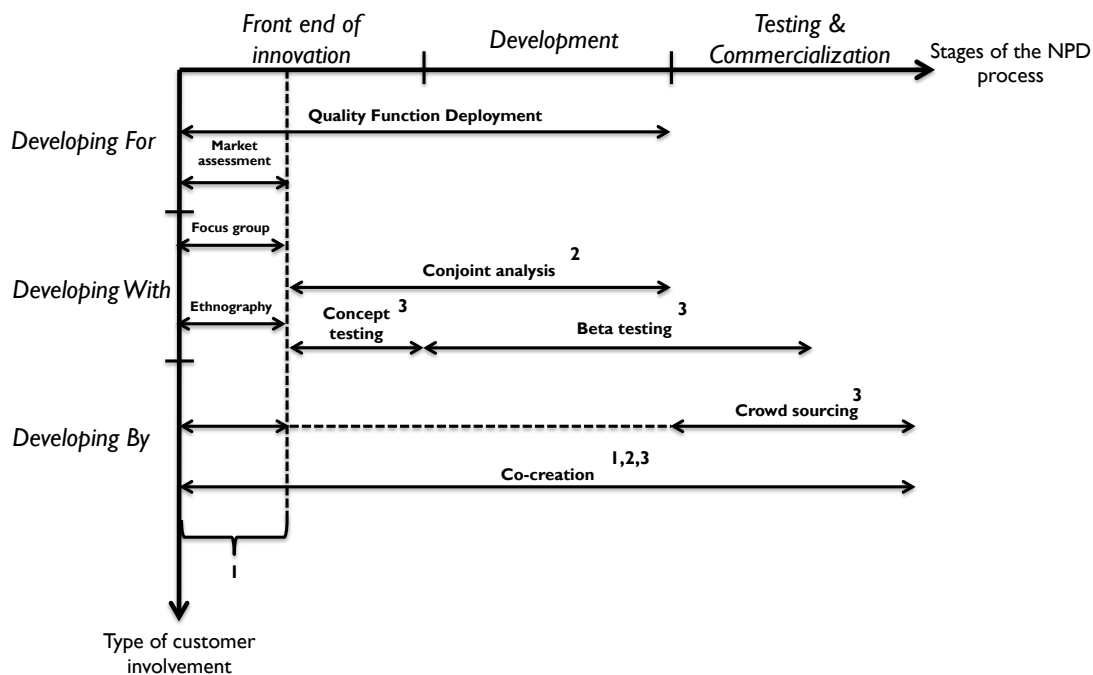 Front end of
innovation
Development
Testing &
Commercialization
Stages of the NPD
process
Developing For
Quality Function Deployment
Market
assessment
Developing With
Focus group
Conjoint analysis 2
Ethnography
Concept 3
testing
Beta testing 3
Developing By
Crowd sourcing 3
Co-creation 1,2,3
1
Type of customer
involvement